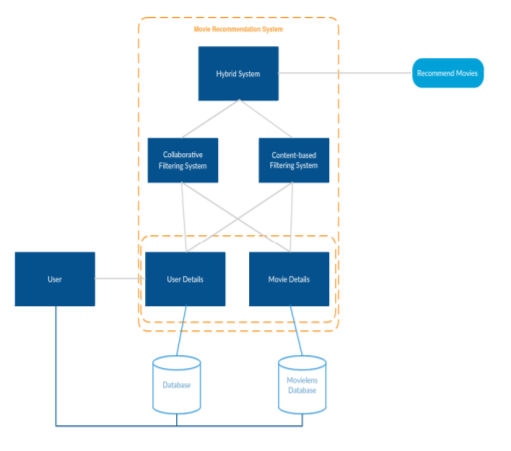 Movie Recommendation System
Hybrid System
Recommend Movies
Collaborative
Filtering System
Content-based
Filtering System
User
User Details
Movie Details
Database
Movielens
Database